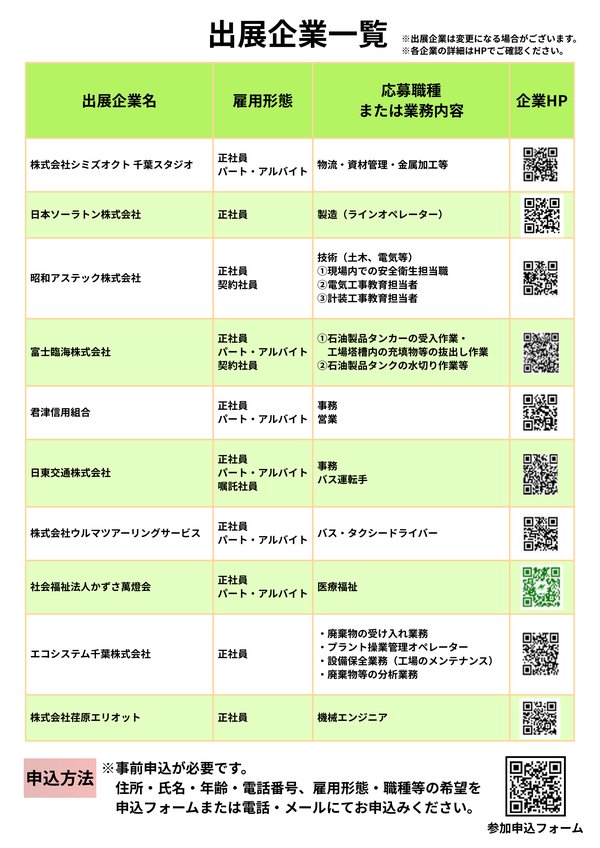 出展企業一覧
※出展企業は変更になる場合がございます。
※各企業の詳細はHPでご確認ください。
出展企業名
雇用形態
応募職種
または業務内容
企業HP
株式会社シミズオクト 千葉スタジオ
正社員
パート・アルバイト
物流・資材管理・金属加工等
日本ソーラトン株式会社
正社員
製造（ラインオペレーター）
昭和アステック株式会社
正社員
契約社員
技術（土木、電気等）
①現場内での安全衛生担当職
②電気工事教育担当者
③計装工事教育担当者
富士臨海株式会社
正社員
パート・アルバイト
契約社員
①石油製品タンカーの受入作業・
工場塔槽内の充填物等の抜出し作業
②石油製品タンクの水切り作業等
君津信用組合
正社員
パート・アルバイト
事務
営業
日東交通株式会社
正社員
パート・アルバイト
嘱託社員
事務
バス運転手
株式会社ウルマツアーリングサービス
正社員
パート・アルバイト
バス・タクシードライバー
社会福祉法人かずさ萬燈会
正社員
パート・アルバイト
医療福祉
エコシステム千葉株式会社
正社員
・廃棄物の受け入れ業務
・プラント操業管理オペレーター
・設備保全業務（工場のメンテナンス）
・廃棄物等の分析業務
株式会社荏原エリオット
正社員
機械エンジニア
申込方法
※事前申込が必要です。
住所・氏名・年齢・電話番号、雇用形態・職種等の希望を
申込フォームまたは電話・メールにてお申込みください。
参加申込フォーム